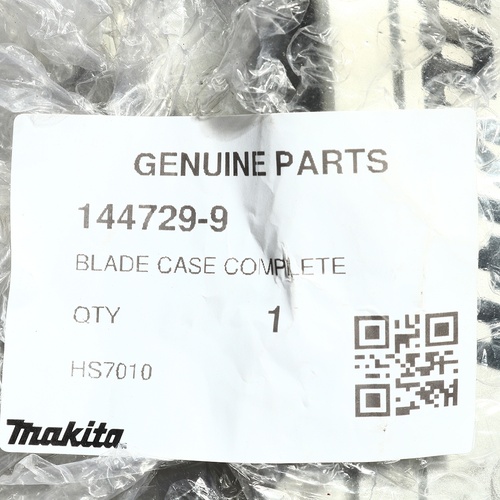 GENUINE PARTS
144729-9
BLADE CASE COMPLETE
QTY 1
HS7010
makita